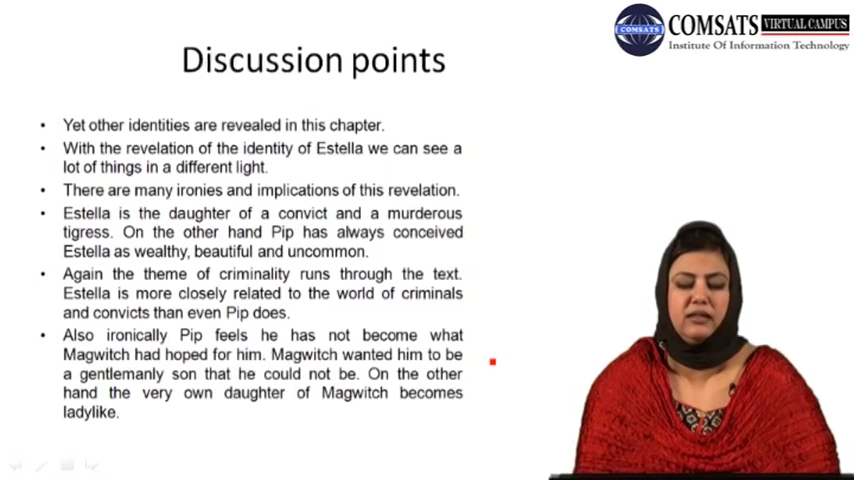 COMSATS VIRTUAL CAMPUS
COMSATS
Institute Of Information Technology
Discussion points
• Yet other identities are revealed in this chapter.
• With the revelation of the identity of Estella we can see a
lot of things in a different light.
• There are many ironies and implications of this revelation.
• Estella is the daughter of a convict and a murderous
tigress. On the other hand Pip has always conceived
Estella as wealthy, beautiful and uncommon.
• Again the theme of criminality runs through the text.
Estella is more closely related to the world of criminals
and convicts than even Pip does.
• Also ironically Pip feels he has not become what
Magwitch had hoped for him. Magwitch wanted him to be
a gentlemanly son that he could not be. On the other
hand the very own daughter of Magwitch becomes
ladylike.